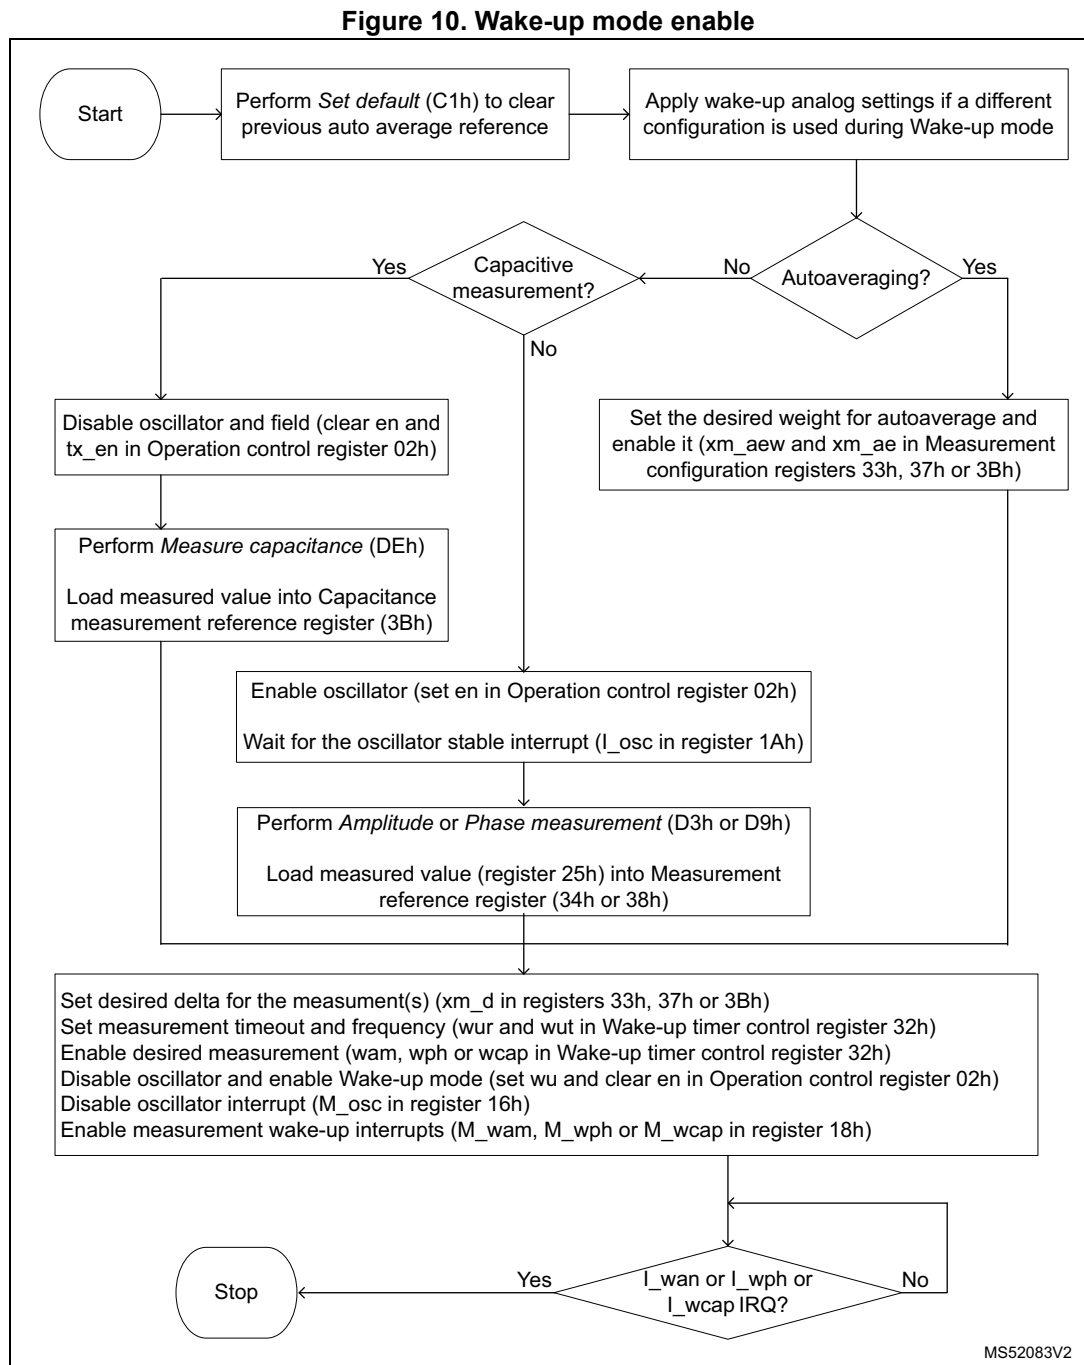 Figure 10. Wake-up mode enable
Start
Perform Set default (C1h) to clear
previous auto average reference
Apply wake-up analog settings if a different
configuration is used during Wake-up mode
Autoaveraging?
No
Yes
Capacitive
measurement?
Yes
No
Disable oscillator and field (clear en and
tx_en in Operation control register 02h)
Set the desired weight for autoaverage and
enable it (xm_aew and xm_ae in Measurement
configuration registers 33h, 37h or 3Bh)
Perform Measure capacitance (DEh)
Load measured value into Capacitance
measurement reference register (3Bh)
Enable oscillator (set en in Operation control register 02h)
Wait for the oscillator stable interrupt (I_osc in register 1Ah)
Perform Amplitude or Phase measurement (D3h or D9h)
Load measured value (register 25h) into Measurement
reference register (34h or 38h)
Set desired delta for the measument(s) (xm_d in registers 33h, 37h or 3Bh)
Set measurement timeout and frequency (wur and wut in Wake-up timer control register 32h)
Enable desired measurement (wam, wph or wcap in Wake-up timer control register 32h)
Disable oscillator and enable Wake-up mode (set wu and clear en in Operation control register 02h)
Disable oscillator interrupt (M_osc in register 16h)
Enable measurement wake-up interrupts (M_wam, M_wph or M_wcap in register 18h)
I_wan or I_wph or
I_wcap IRQ?
Yes
No
Stop
MS52083V2